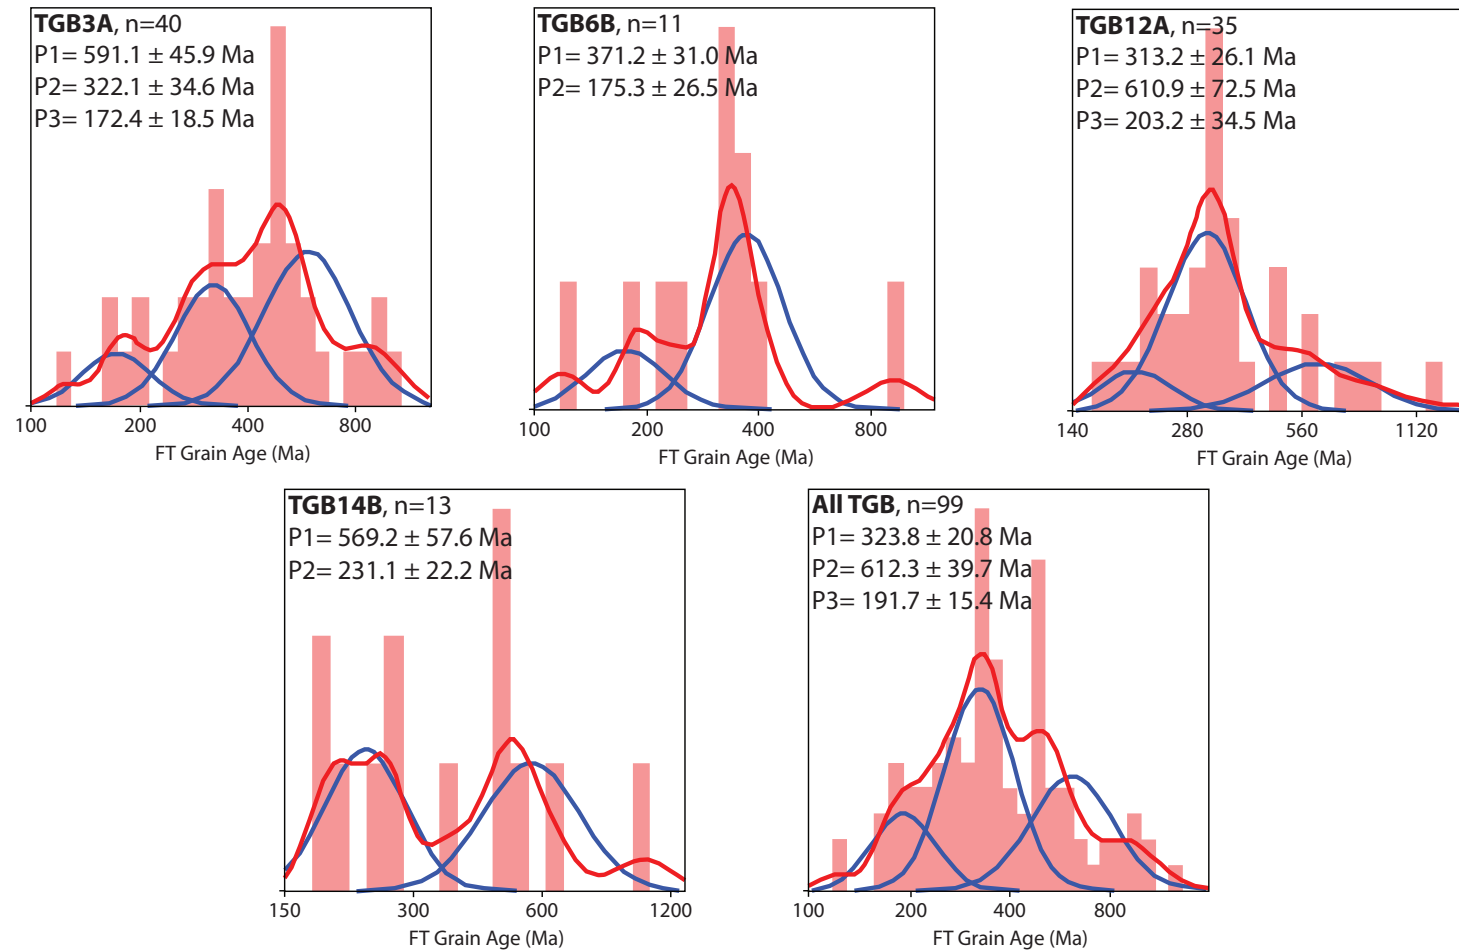 TGB3A, n=40
P1= 591.1 ± 45.9 Ma
P2= 322.1 ± 34.6 Ma
P3= 172.4 ± 18.5 Ma
100 200 400 800
FT Grain Age (Ma)
TGB6B, n=11
P1= 371.2 ± 31.0 Ma
P2= 175.3 ± 26.5 Ma
100 200 400 800
FT Grain Age (Ma)
TGB12A, n=35
P1= 313.2 ± 26.1 Ma
P2= 610.9 ± 72.5 Ma
P3= 203.2 ± 34.5 Ma
140 280 560 1120
FT Grain Age (Ma)
TGB14B, n=13
P1= 569.2 ± 57.6 Ma
P2= 231.1 ± 22.2 Ma
150 300 600 1200
FT Grain Age (Ma)
All TGB, n=99
P1= 323.8 ± 20.8 Ma
P2= 612.3 ± 39.7 Ma
P3= 191.7 ± 15.4 Ma
100 200 400 800
FT Grain Age (Ma)